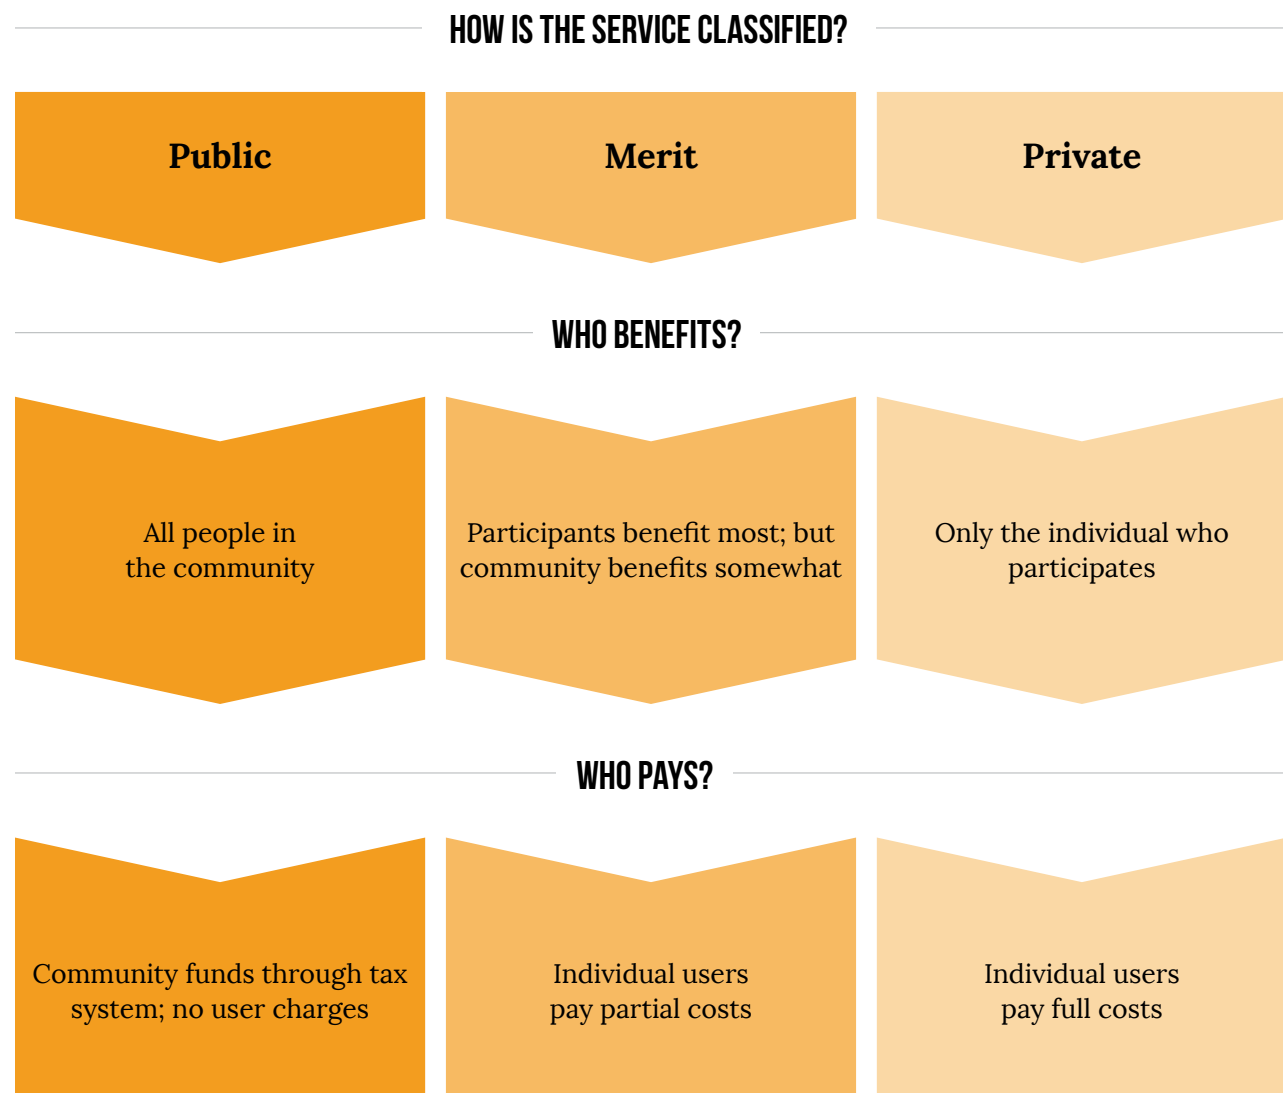 HOW IS THE SERVICE CLASSIFIED?
Public
Merit
Private
WHO BENEFITS?
All people in
the community
Participants benefit most; but
community benefits somewhat
Only the individual who
participates
WHO PAYS?
Community funds through tax
system; no user charges
Individual users
pay partial costs
Individual users
pay full costs